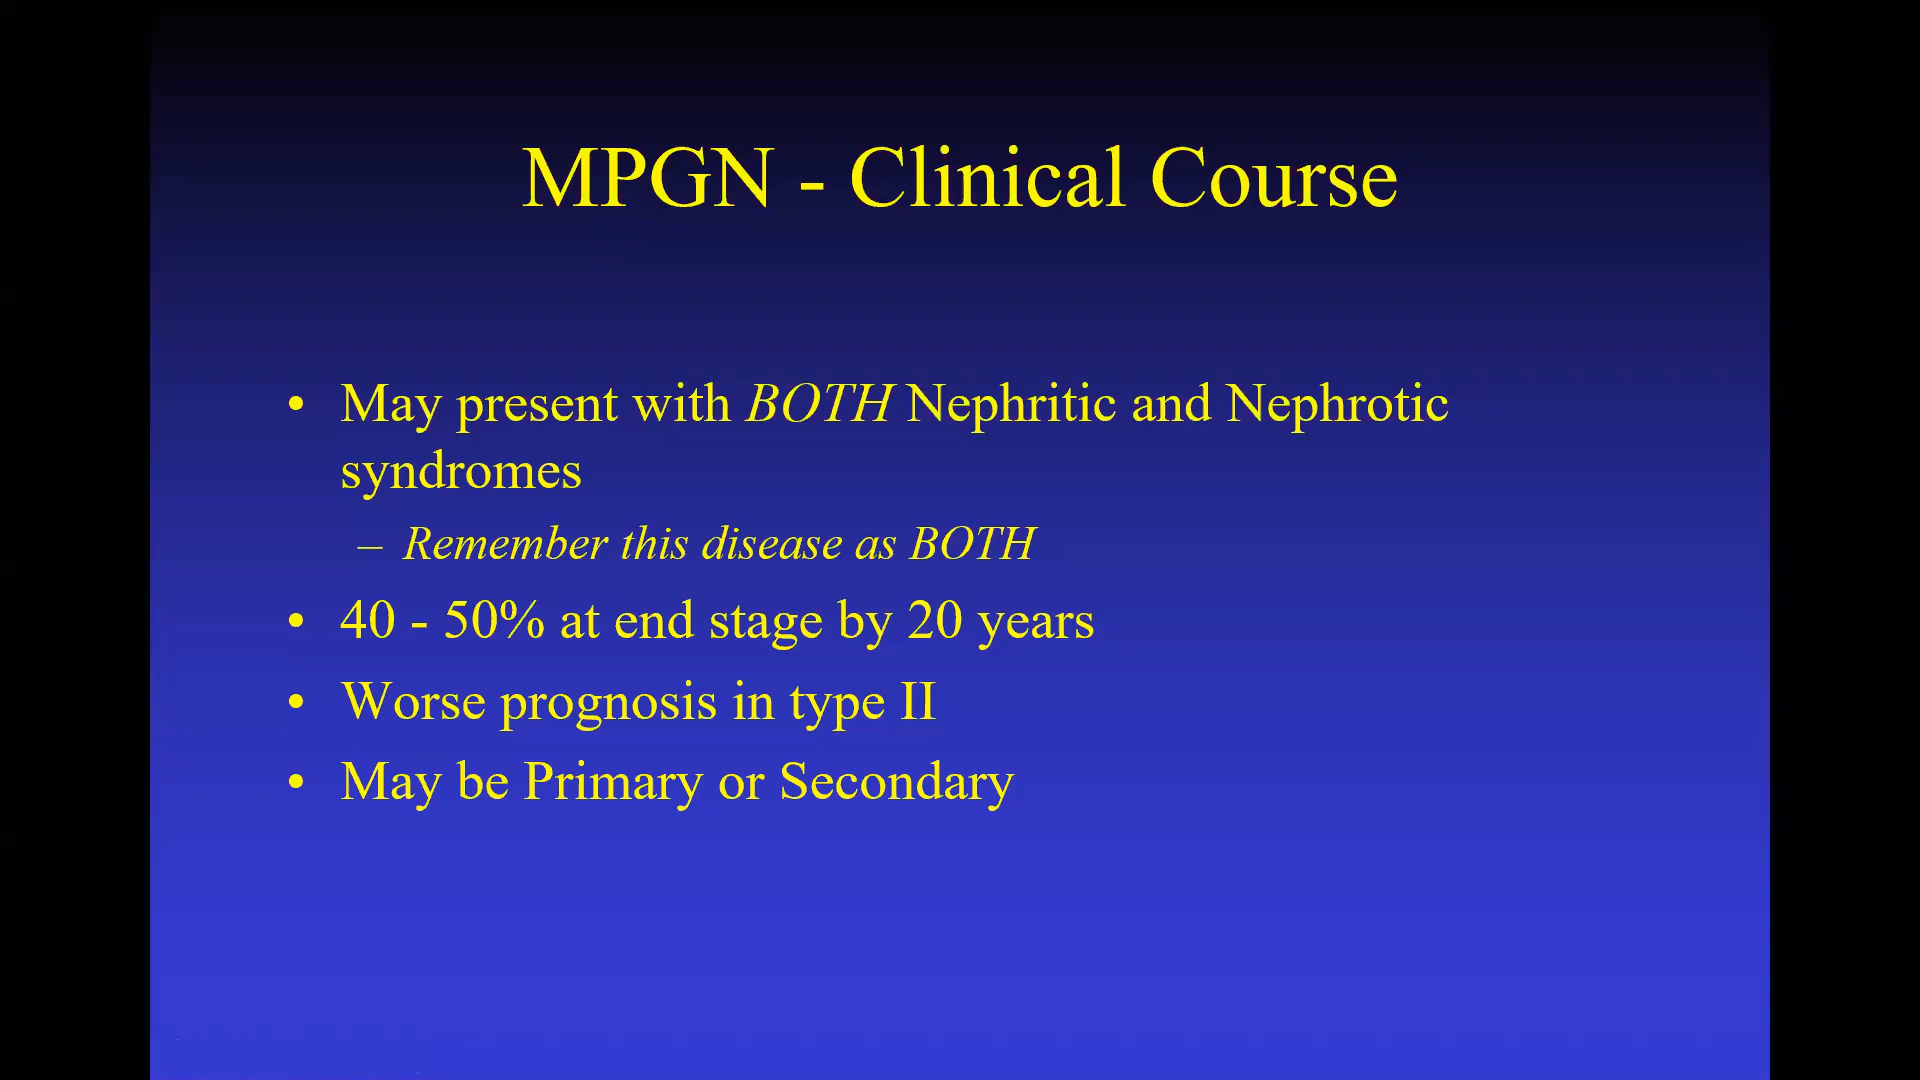 MPGN - Clinical Course
• May present with BOTH Nephritic and Nephrotic
syndromes
– Remember this disease as BOTH
• 40 - 50% at end stage by 20 years
• Worse prognosis in type II
• May be Primary or Secondary